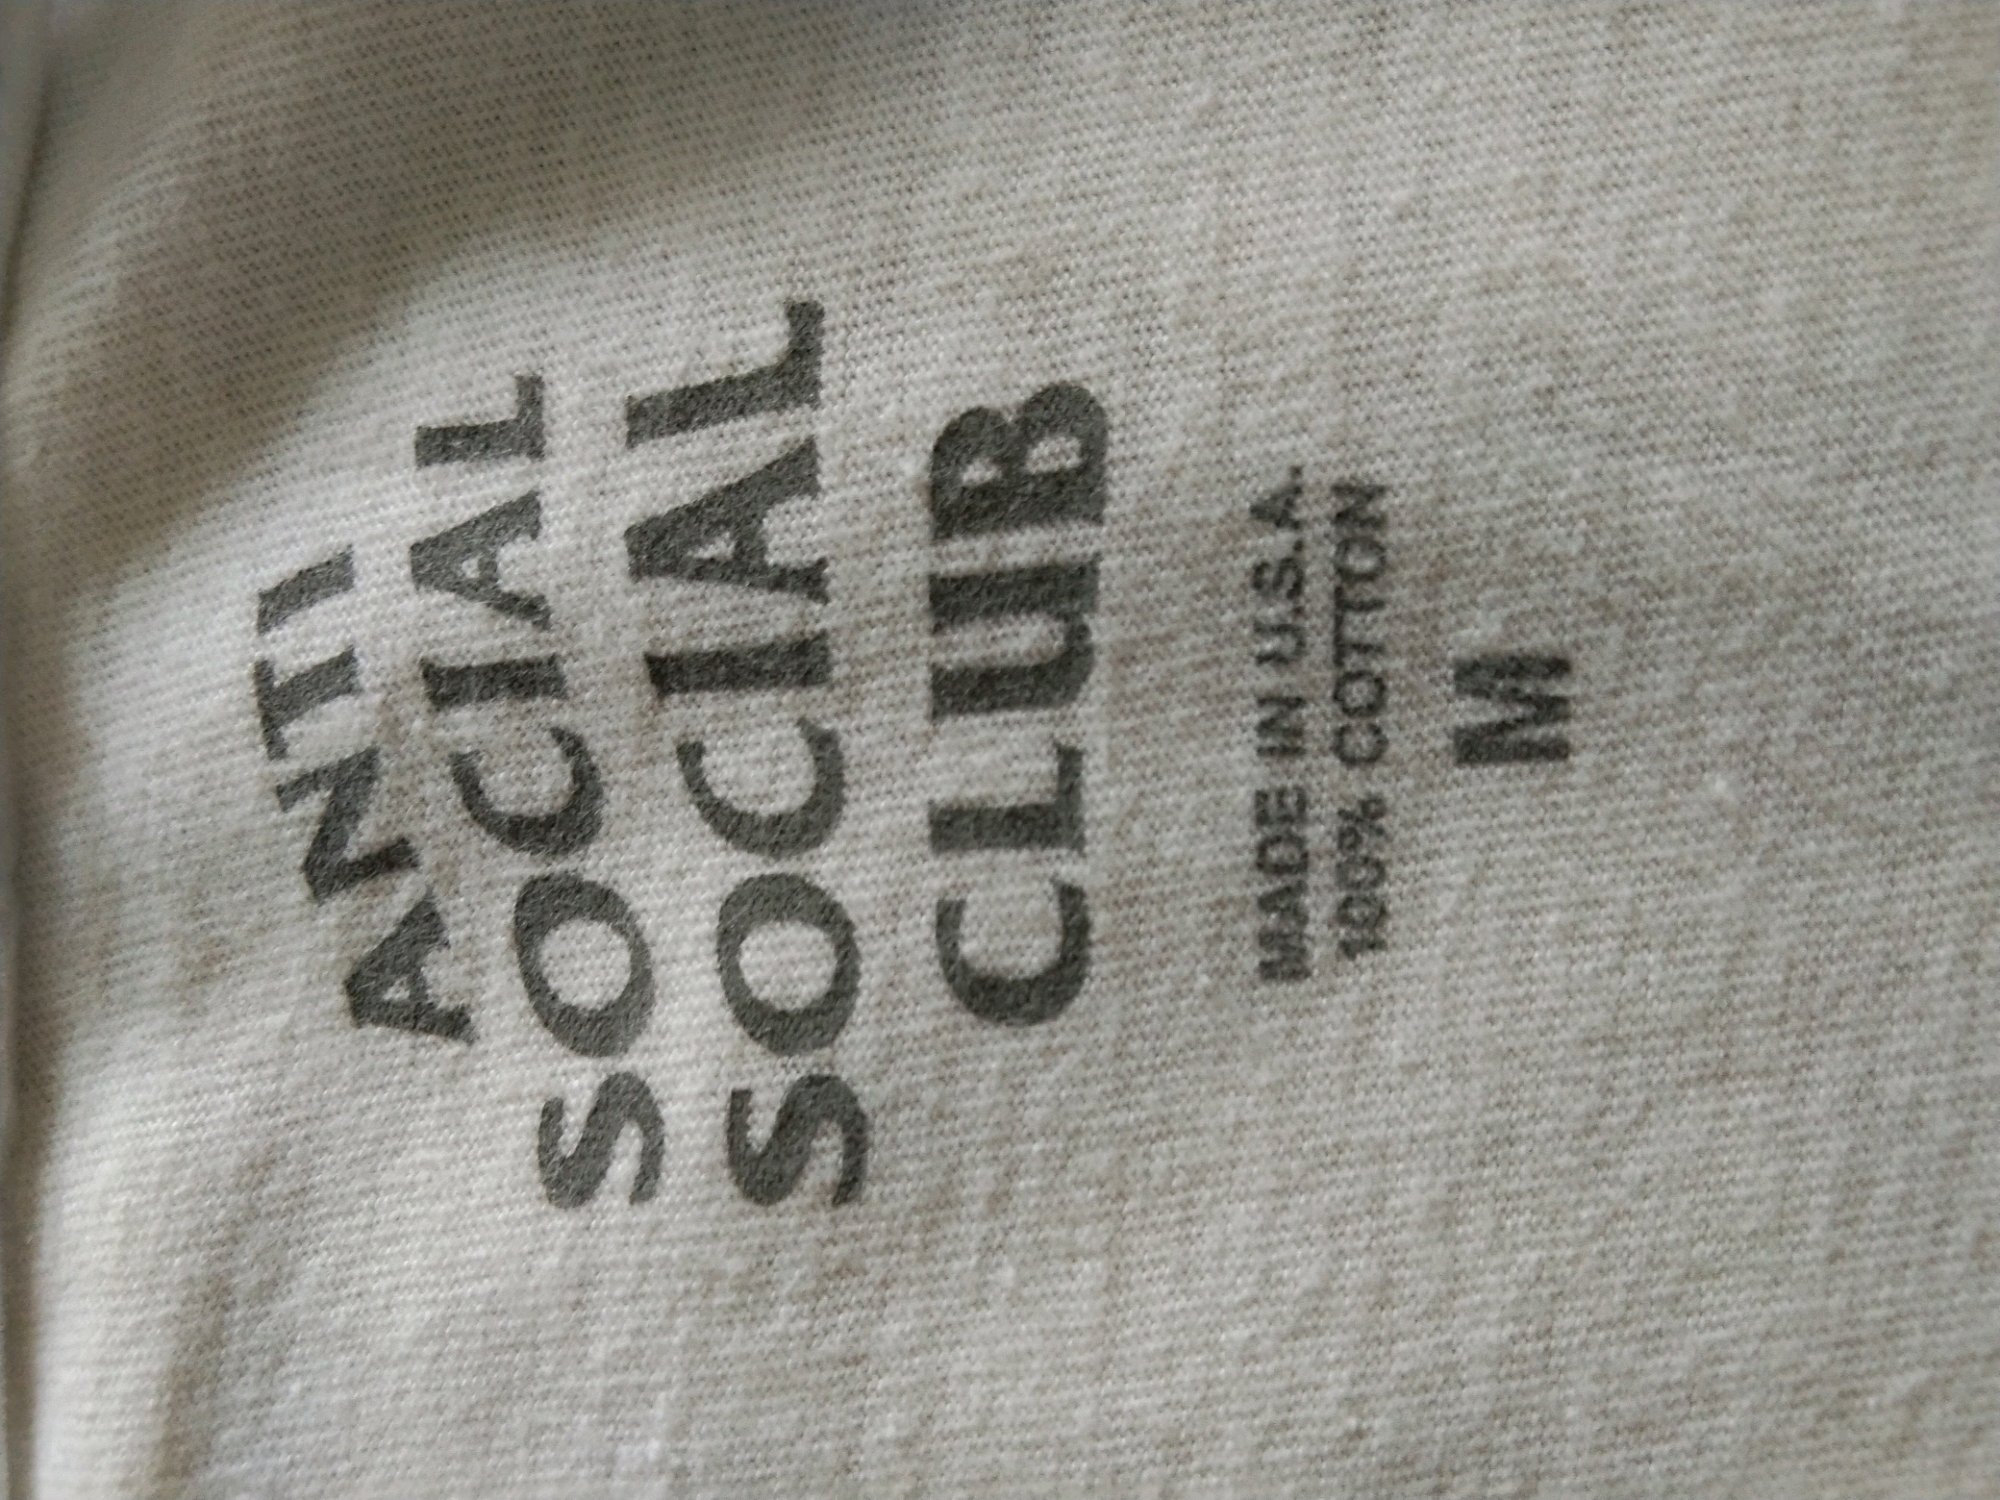 ANTI
SOCIAL
SOCIAL
CLUB
MADE IN U.S.A.
100% COTTON
M